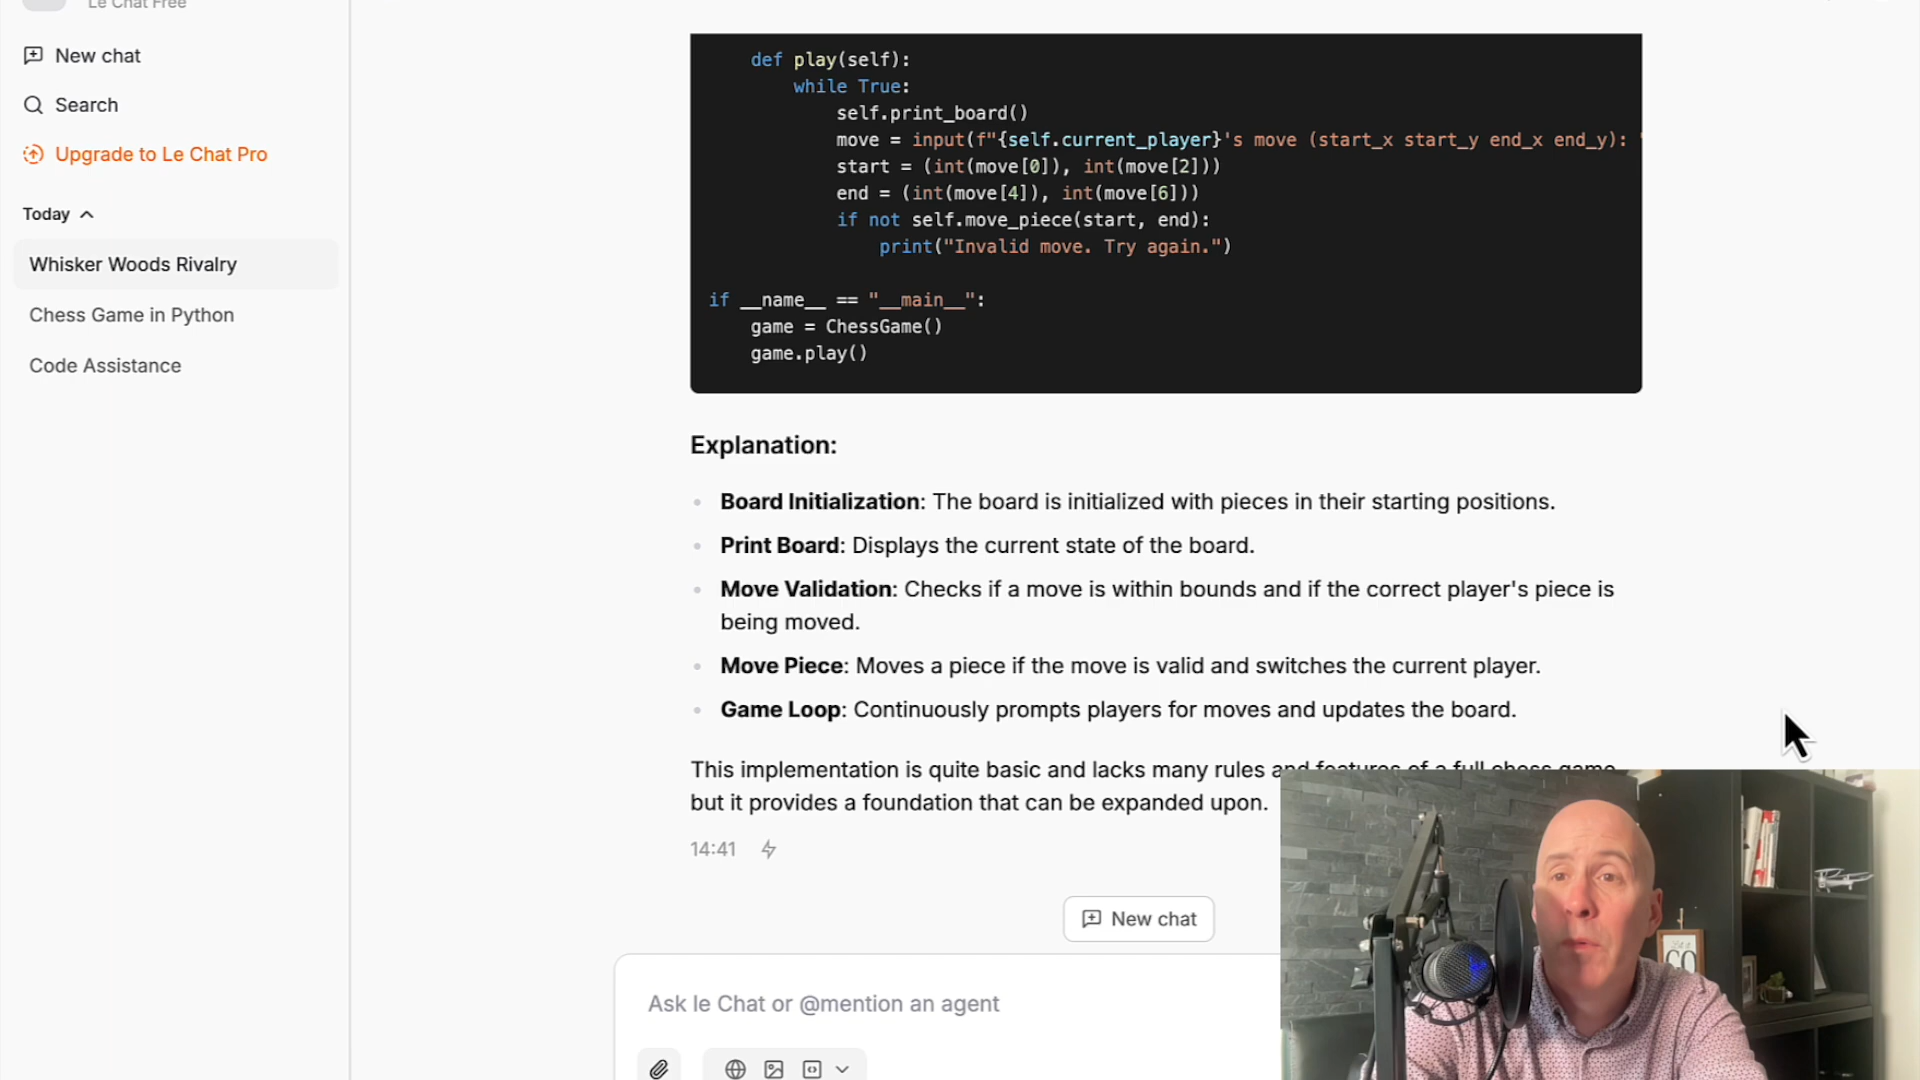 Le Chat Free
New chat
Search
Upgrade to Le Chat Pro
Today
Whisker Woods Rivalry
Chess Game in Python
Code Assistance
def play(self):
while True:
self.print_board()
move = input(f"{self.current_player}'s move (start_x start_y end_x end_y): "
start = (int(move[0]), int(move[2]))
end = (int(move[4]), int(move[6]))
if not self.move_piece(start, end):
print("Invalid move. Try again.")
if __name__ == "__main__":
game = ChessGame()
game.play()
Explanation:
Board Initialization: The board is initialized with pieces in their starting positions.
Print Board: Displays the current state of the board.
Move Validation: Checks if a move is within bounds and if the correct player's piece is
being moved.
Move Piece: Moves a piece if the move is valid and switches the current player.
Game Loop: Continuously prompts players for moves and updates the board.
This implementation is quite basic and lacks many rules and features of a full chess game
but it provides a foundation that can be expanded upon.
14:41
New chat
Ask le Chat or @mention an agent
GO